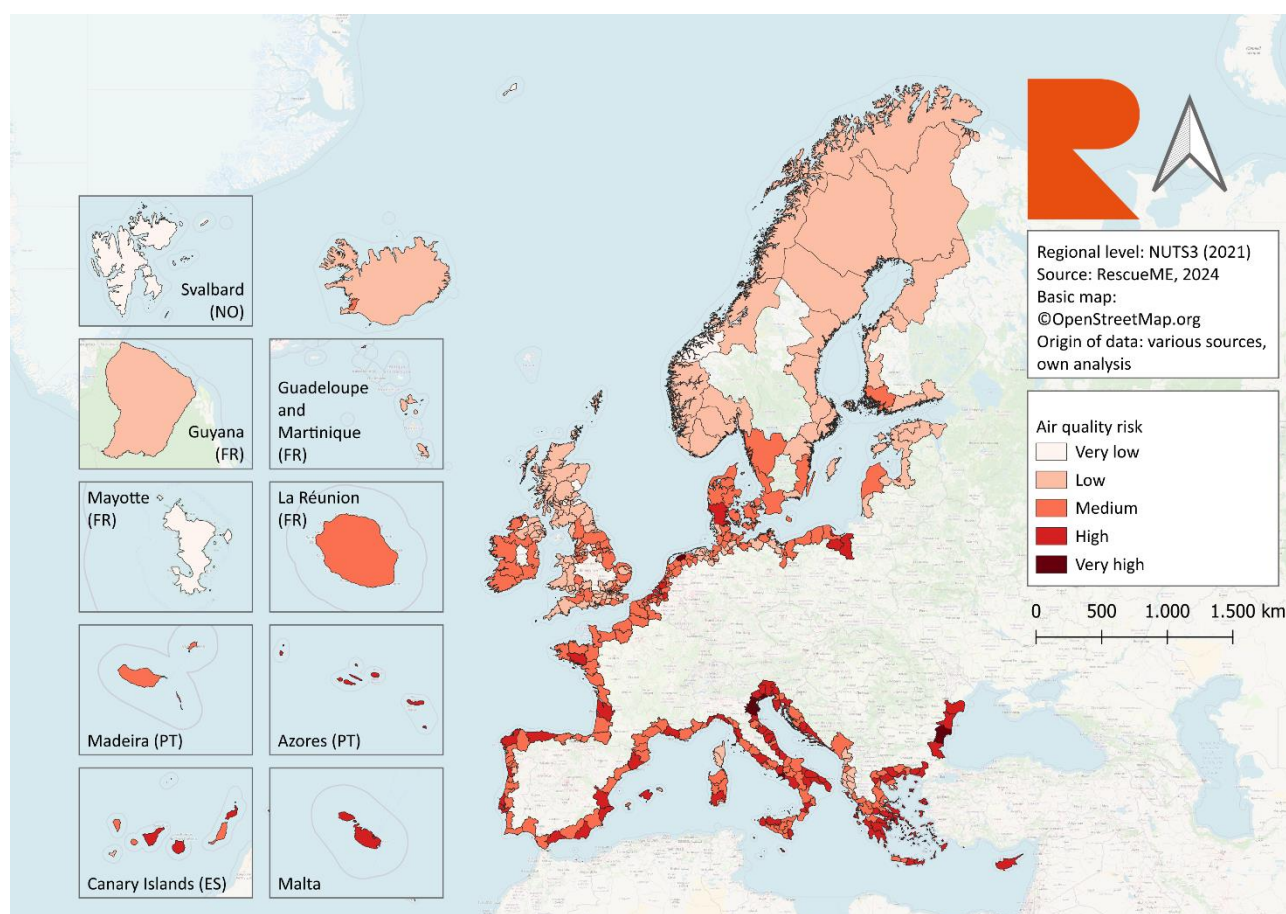 Svalbard
(NO)
Guyana
(FR)
Guadeloupe
and
Martinique
(FR)
Mayotte
(FR)
La Réunion
(FR)
Madeira (PT)
Azores (PT)
Canary Islands (ES)
Malta
R
Regional level: NUTS3 (2021)
Source: RescueME, 2024
Basic map:
©OpenStreetMap.org
Origin of data: various sources,
own analysis
Air quality risk
Very low
Low
Medium
High
Very high
0 500 1.000 1.500 km